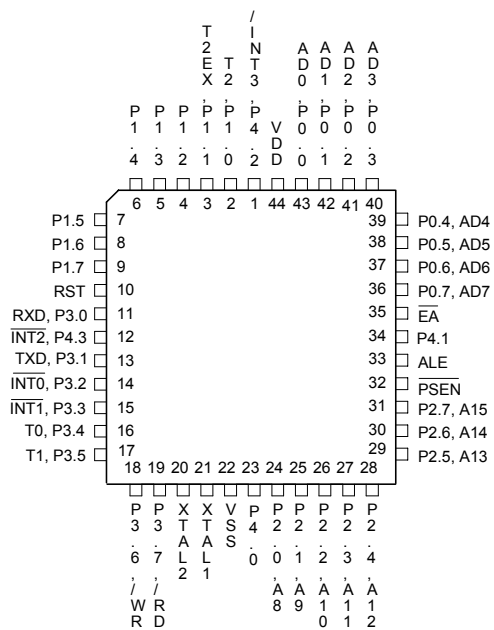 P1.4
P1.3
P1.2
T2EX, P1.1
T2, P1.0
/INT3, P4.2
VDD
AD0, P0.0
AD1, P0.1
AD2, P0.2
AD3, P0.3
6 5 4 3 2 1 44 43 42 41 40
P1.5 7
P1.6 8
P1.7 9
RST 10
RXD, P3.0 11
INT2, P4.3 12
TXD, P3.1 13
INT0, P3.2 14
INT1, P3.3 15
T0, P3.4 16
T1, P3.5 17
39 P0.4, AD4
38 P0.5, AD5
37 P0.6, AD6
36 P0.7, AD7
35 EA
34 P4.1
33 ALE
32 PSEN
31 P2.7, A15
30 P2.6, A14
29 P2.5, A13
18 19 20 21 22 23 24 25 26 27 28
P3.6, /WR
P3.7, /RD
XTAL2
XTAL1
VSS
P4.0
P2.0, A8
P2.1, A9
P2.2, A10
P2.3, A11
P2.4, A12